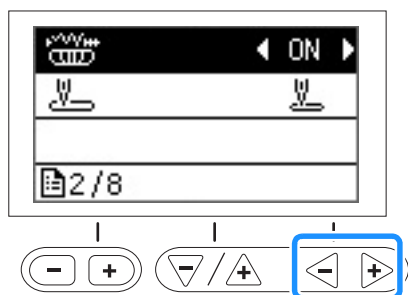 ON
2/8
- + - / + - +